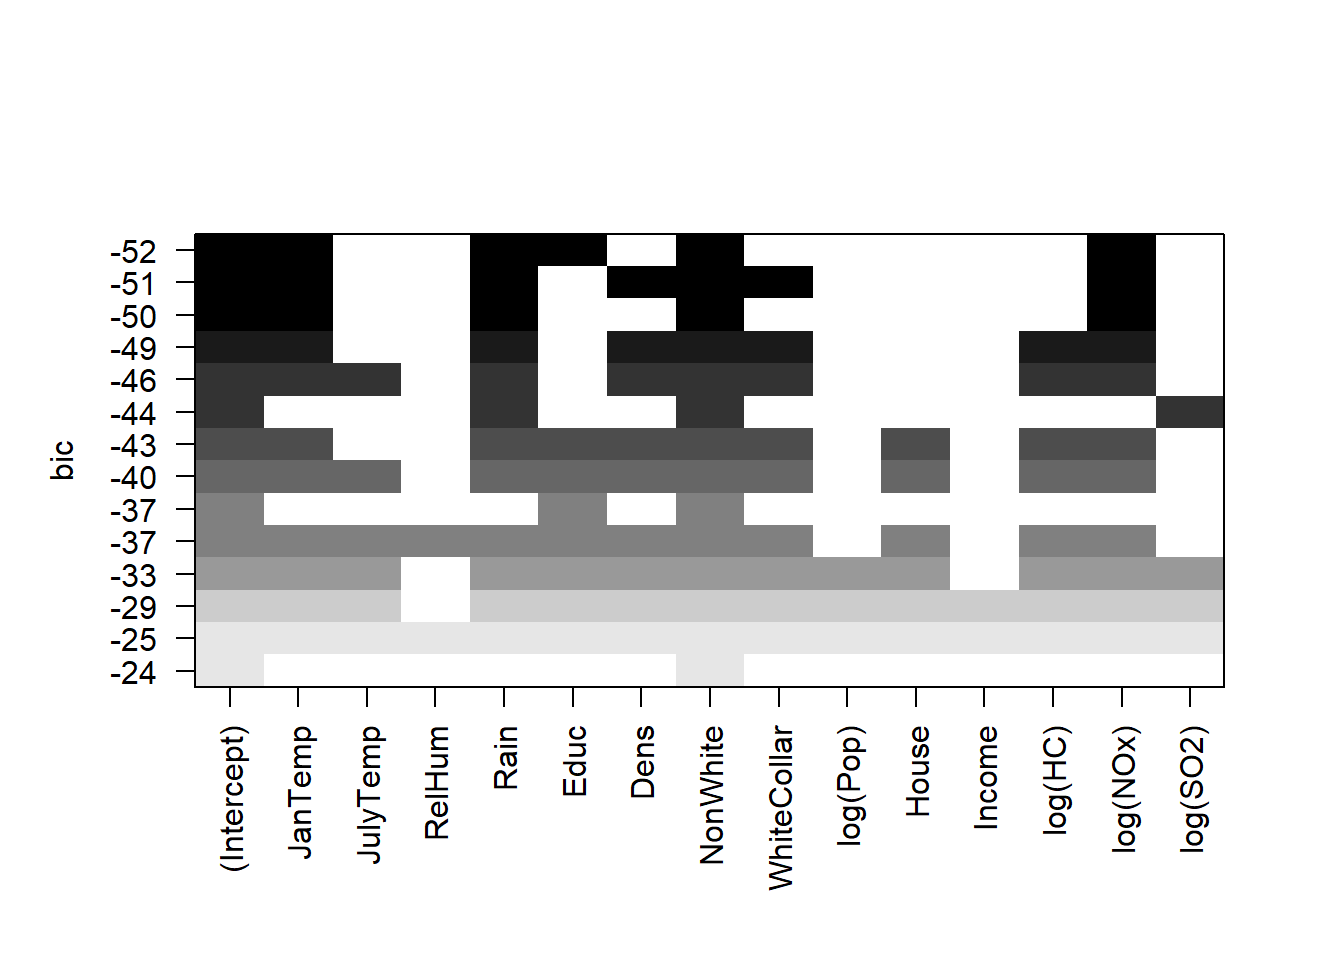 bic
-52
-51
-50
-49
-46
-44
-43
-40
-37
-37
-33
-29
-25
-24
(Intercept)
JanTemp
JulyTemp
RelHum
Rain
Educ
Dens
NonWhite
WhiteCollar
log(Pop)
House
Income
log(HC)
log(NOx)
log(SO2)